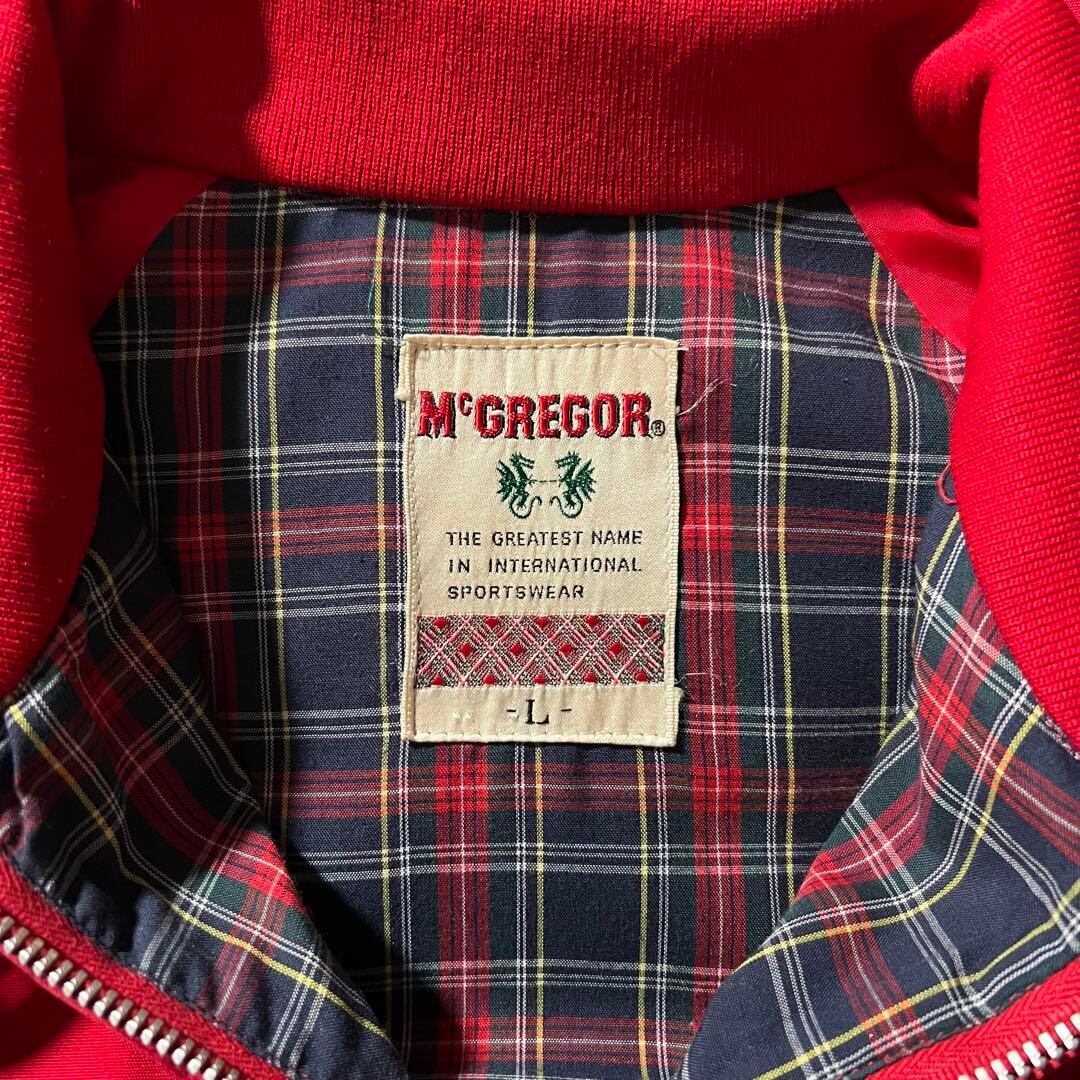 McGREGOR®
THE GREATEST NAME
IN INTERNATIONAL
SPORTSWEAR
-L-